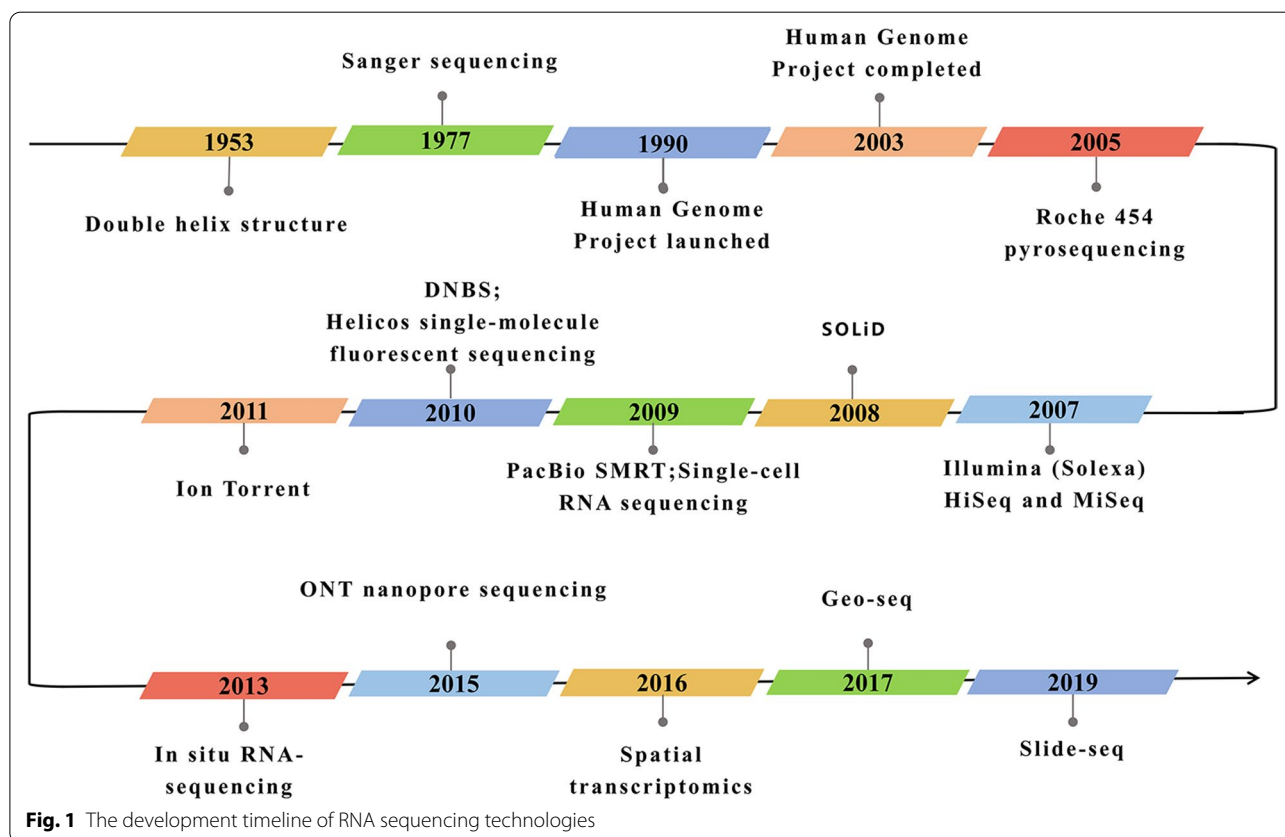 Human Genome
Project completed
Sanger sequencing
1953
1977
1990
2003
2005
Double helix structure
Human Genome
Project launched
Roche 454
pyrosequencing
DNBS;
Helicos single-molecule
fluorescent sequencing
SOLiD
2011
2010
2009
2008
2007
Ion Torrent
PacBio SMRT;Single-cell
RNA sequencing
Illumina (Solexa)
HiSeq and MiSeq
ONT nanopore sequencing
Geo-seq
2013
2015
2016
2017
2019
In situ RNA-
sequencing
Spatial
transcriptomics
Slide-seq
Fig. 1 The development timeline of RNA sequencing technologies